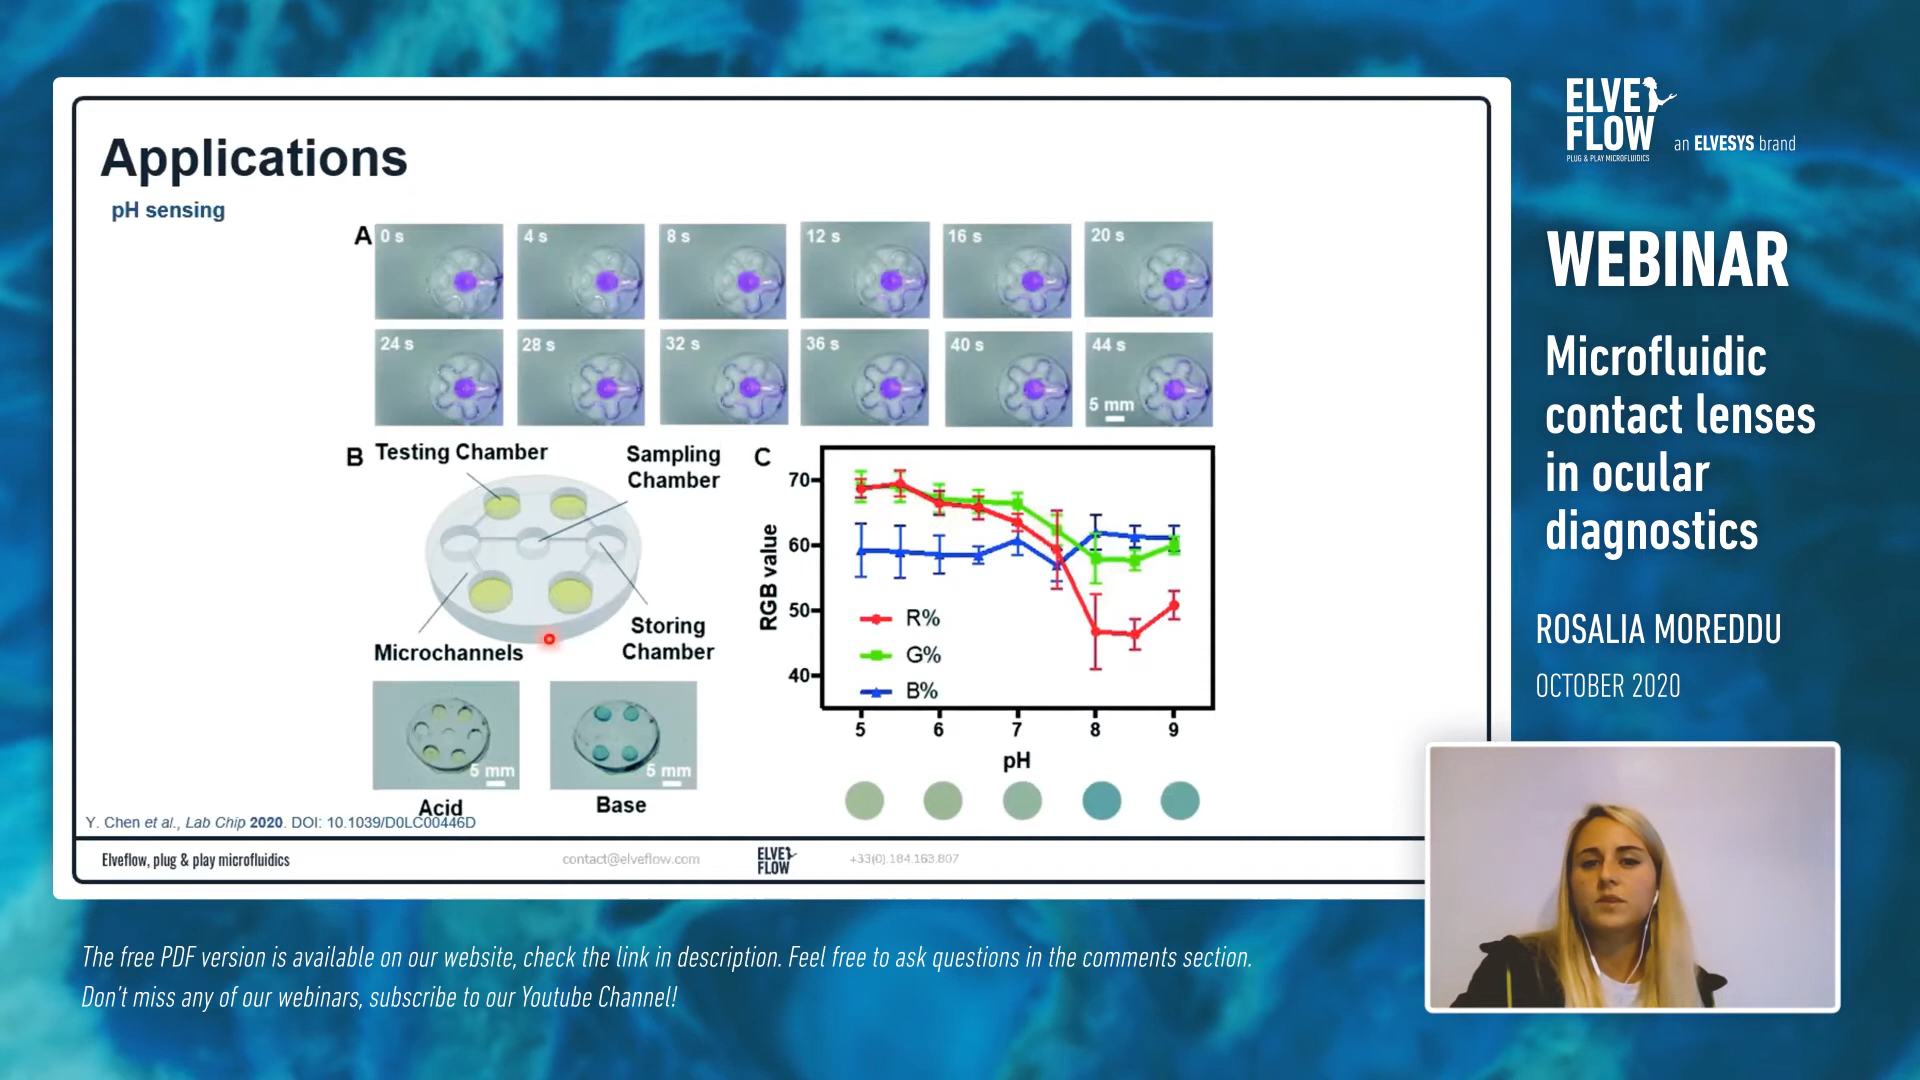 Applications
pH sensing
A
0 s
4 s
8 s
12 s
16 s
20 s
24 s
28 s
32 s
36 s
40 s
44 s
5 mm
B
Testing Chamber
Sampling
Chamber
Microchannels
Storing
Chamber
5 mm
5 mm
Acid
Base
C
70
60
50
40
RGB value
R%
G%
B%
5
6
7
8
9
pH
Y. Chen et al., Lab Chip 2020. DOI: 10.1039/D0LC00446D
Elveflow, plug & play microfluidics
contact@elveflow.com
ELVE
FLOW
+33(0).184.163.807
ELVE
FLOW
PLUG & PLAY MICROFLUIDICS
an ELVESYS brand
WEBINAR
Microfluidic
contact lenses
in ocular
diagnostics
ROSALIA MOREDDU
OCTOBER 2020
The free PDF version is available on our website, check the link in description. Feel free to ask questions in the comments section.
Don't miss any of our webinars, subscribe to our Youtube Channel!